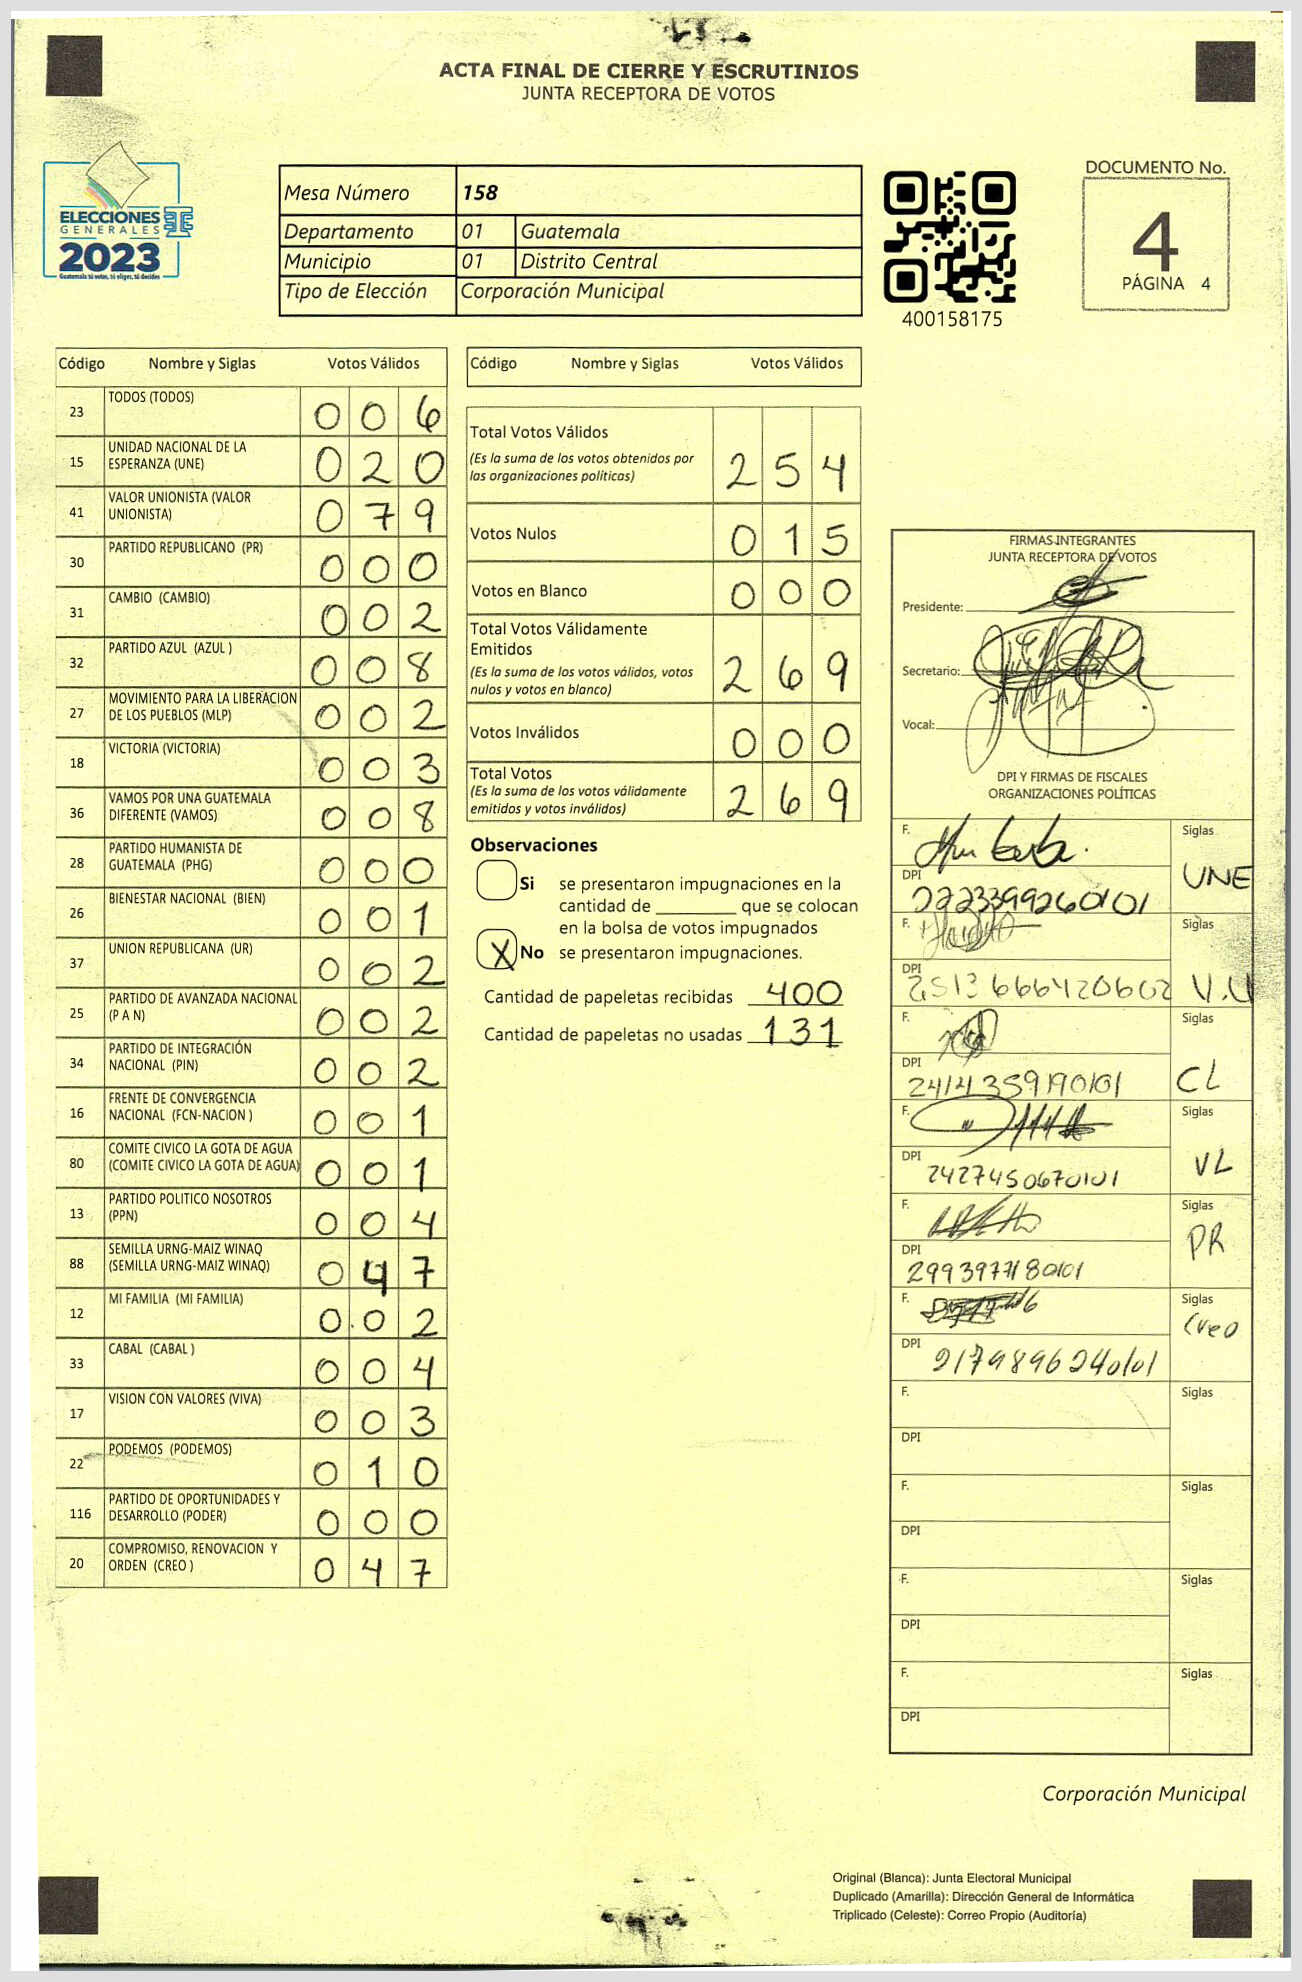 ACTA FINAL DE CIERRE Y ESCRUTINIOS
JUNTA RECEPTORA DE VOTOS
ELECCIONES
GENERALES
2023
Guatemala tú votas, tú eliges, tú decides
Mesa Número 158
Departamento 01 Guatemala
Municipio 01 Distrito Central
Tipo de Elección Corporación Municipal
400158175
DOCUMENTO No.
4
PÁGINA 4
Código Nombre y Siglas Votos Válidos
23 TODOS (TODOS) 0 0 6
15 UNIDAD NACIONAL DE LA
ESPERANZA (UNE) 0 2 0
41 VALOR UNIONISTA (VALOR
UNIONISTA) 0 7 9
30 PARTIDO REPUBLICANO (PR) 0 0 0
31 CAMBIO (CAMBIO) 0 0 2
32 PARTIDO AZUL (AZUL ) 0 0 8
27 MOVIMIENTO PARA LA LIBERACION
DE LOS PUEBLOS (MLP) 0 0 2
18 VICTORIA (VICTORIA) 0 0 3
36 VAMOS POR UNA GUATEMALA
DIFERENTE (VAMOS) 0 0 8
28 PARTIDO HUMANISTA DE
GUATEMALA (PHG) 0 0 0
26 BIENESTAR NACIONAL (BIEN) 0 0 1
37 UNION REPUBLICANA (UR) 0 0 2
25 PARTIDO DE AVANZADA NACIONAL
(P A N) 0 0 2
34 PARTIDO DE INTEGRACIÓN
NACIONAL (PIN) 0 0 2
16 FRENTE DE CONVERGENCIA
NACIONAL (FCN-NACION ) 0 0 1
80 COMITE CIVICO LA GOTA DE AGUA
(COMITE CIVICO LA GOTA DE AGUA) 0 0 1
13 PARTIDO POLITICO NOSOTROS
(PPN) 0 0 4
88 SEMILLA URNG-MAIZ WINAQ
(SEMILLA URNG-MAIZ WINAQ) 0 4 7
12 MI FAMILIA (MI FAMILIA) 0 0 2
33 CABAL (CABAL ) 0 0 4
17 VISION CON VALORES (VIVA) 0 0 3
22 PODEMOS (PODEMOS) 0 1 0
116 PARTIDO DE OPORTUNIDADES Y
DESARROLLO (PODER) 0 0 0
20 COMPROMISO, RENOVACION Y
ORDEN (CREO ) 0 4 7
Código Nombre y Siglas Votos Válidos
Total Votos Válidos
(Es la suma de los votos obtenidos por
las organizaciones políticas) 2 5 4
Votos Nulos 0 1 5
Votos en Blanco 0 0 0
Total Votos Válidamente
Emitidos
(Es la suma de los votos válidos, votos
nulos y votos en blanco) 2 6 9
Votos Inválidos 0 0 0
Total Votos
(Es la suma de los votos válidamente
emitidos y votos inválidos) 2 6 9
Observaciones
Si se presentaron impugnaciones en la
cantidad de ________ que se colocan
en la bolsa de votos impugnados
X No se presentaron impugnaciones.
Cantidad de papeletas recibidas 400
Cantidad de papeletas no usadas 131
FIRMAS INTEGRANTES
JUNTA RECEPTORA DE VOTOS
Presidente:
Secretario:
Vocal:
DPI Y FIRMAS DE FISCALES
ORGANIZACIONES POLÍTICAS
F. Siglas
UNE
DPI 2223399260101
F. Siglas
DPI V.U
F. Siglas
DPI 2414359190101 CL
F. Siglas
DPI 2427450670101 VL
F. Siglas
PR
DPI 2993977180101
F. Siglas
Creo
DPI 2179896240101
F. Siglas
DPI
F. Siglas
DPI
F. Siglas
DPI
F. Siglas
DPI
Corporación Municipal
Original (Blanca): Junta Electoral Municipal
Duplicado (Amarilla): Dirección General de Informática
Triplicado (Celeste): Correo Propio (Auditoría)